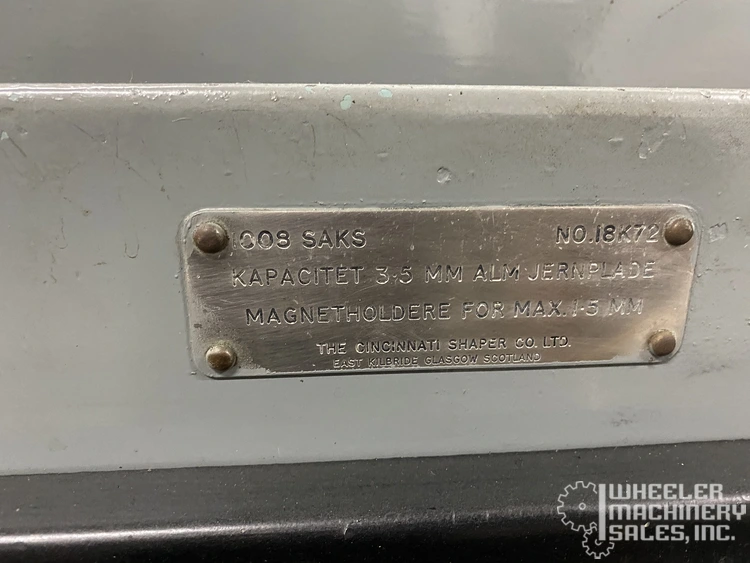 1008 SAKS NO.18K72
KAPACITET 3·5 MM ALM JERNPLADE
MAGNETHOLDERE FOR MAX. 1·5 MM
THE CINCINNATI SHAPER CO. LTD.
EAST KILBRIDE GLASGOW SCOTLAND
WHEELER
MACHINERY
SALES, INC.